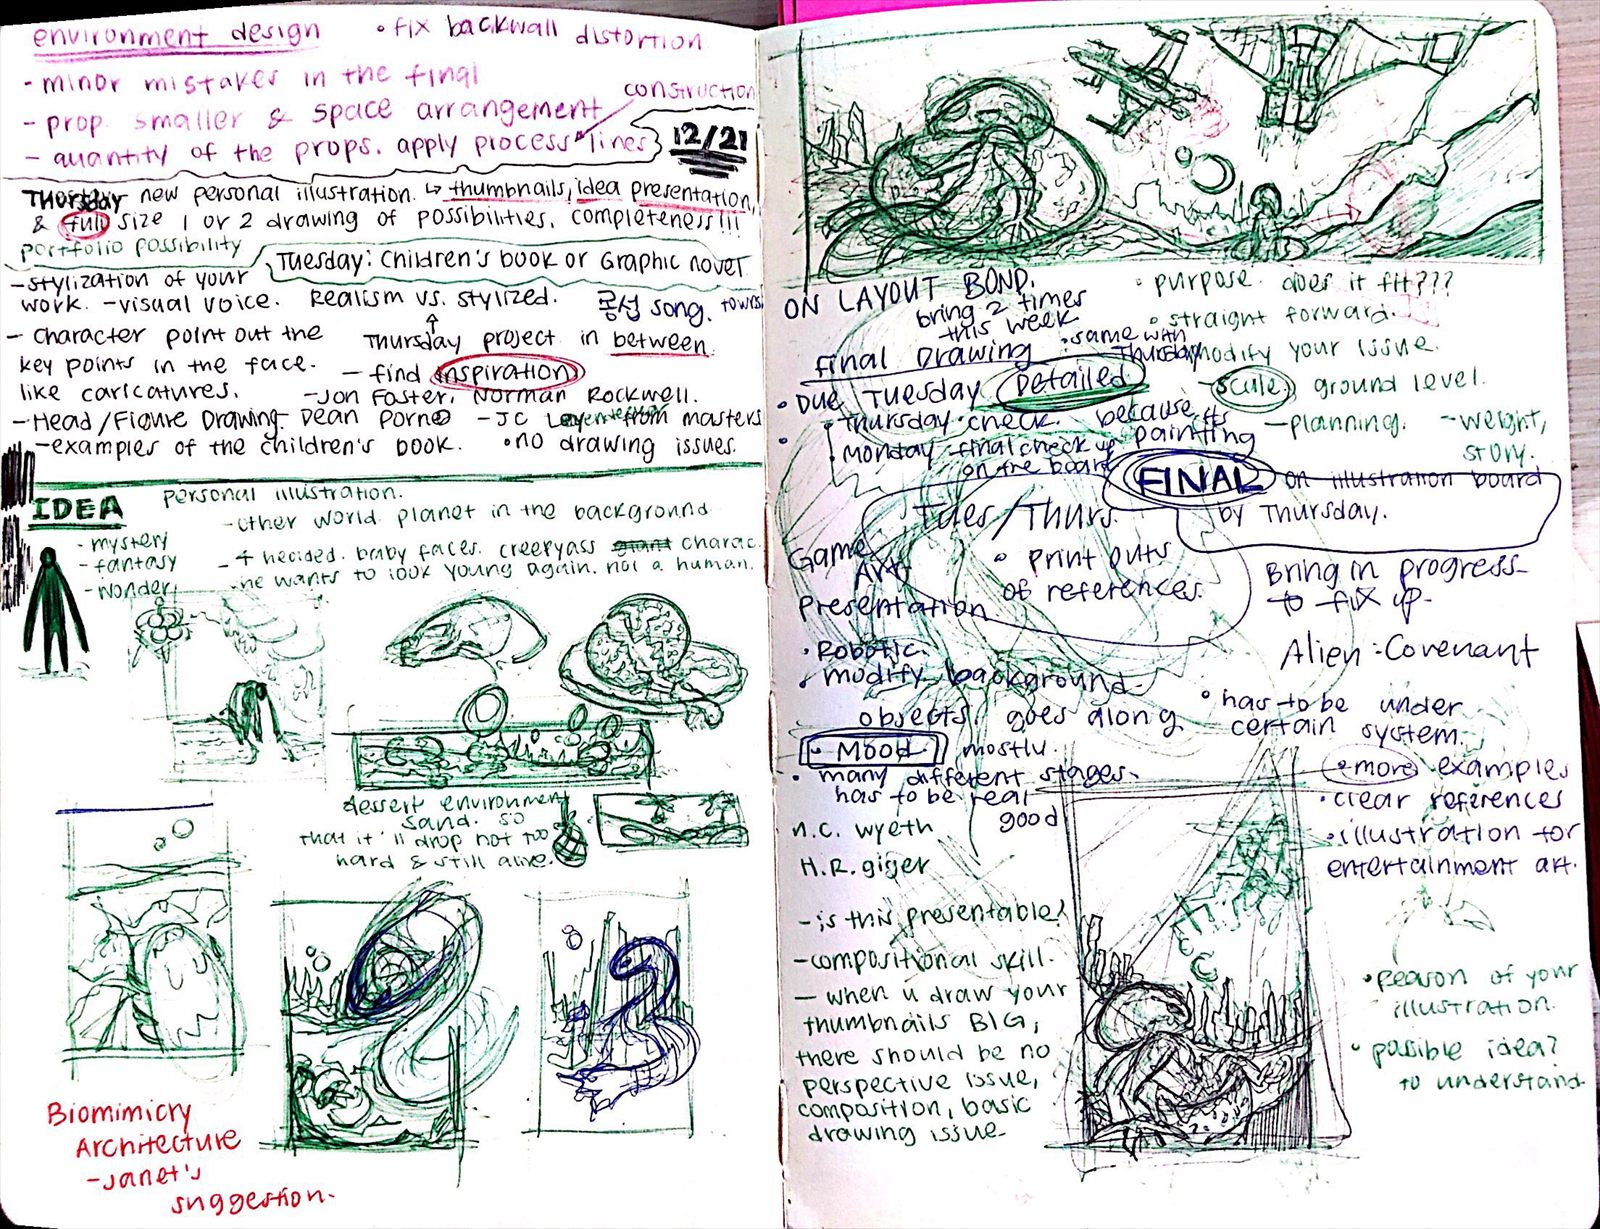 environment design
• fix backwall distortion
- minor mistakes in the final
- prop smaller & space arrangement
construction
- quantity of the props. apply process lines
12/21
Thursday new personal illustration. ↳ thumbnails, idea presentation,
& full size 1 or 2 drawing of possibilities. completeness!!!
portfolio possibility
Tuesday: Children's book or Graphic novel
- stylization of your
work. - visual voice. Realism vs. stylized.
song.
- character point out the
key points in the face.
like caricatures.
Thursday project in between.
- find inspiration
- Jon Foster, Norman Rockwell.
- Head/Figure Drawing. Dean
- JC from masters
- examples of the children's book.
• no drawing issues.
IDEA
personal illustration.
- other world planet in the background
- mystery
- fantasy
- wonder
- 4 hecided. baby faces. creepyass charac.
- he wants to look young again. not a human.
dessert environment
sand. so
that it'll drop not too
hard & still alive.
Biomimicry
Architecture
- Janet's
suggestion.
ON LAYOUT BOND.
bring 2 times
this week
• purpose. does it fit???
• straight forward.
Final Drawing
• same with
Thursday
modify your issue.
• Due Tuesday Detailed
- scale. ground level.
• Thursday check.
because it's
painting
- planning.
- weight,
story.
• Monday - final check up
on the board
FINAL on illustration board
by Thursday.
Tues/Thurs.
• print outs
of references.
Game
Art
Presentation
Bring in progress
to fix up.
Alien: Covenant
• Robotic.
modify background
objects. goes along
• has to be under
certain system.
• Mood mostly.
• many different stages.
has to be real
good
• more examples
• clear references
• illustration for
entertainment art.
N.C. Wyeth
H.R. giger
- is this presentable?
- compositional skill.
- when u draw your
thumbnails BIG,
there should be no
perspective issue,
composition, basic
drawing issue.
• reason of your
illustration.
• possible idea?
to understand